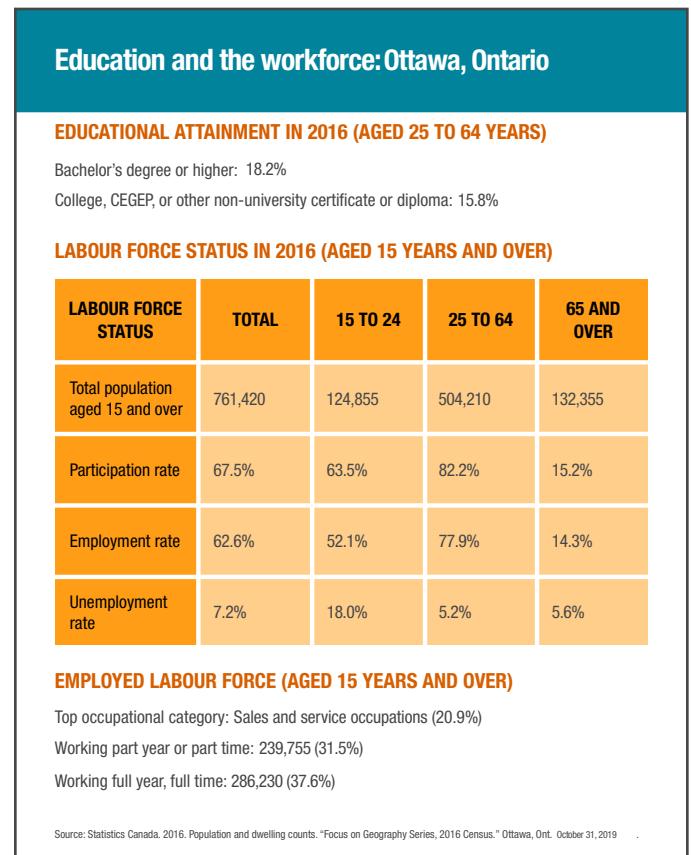 Education and the workforce: Ottawa, Ontario
EDUCATIONAL ATTAINMENT IN 2016 (AGED 25 TO 64 YEARS)
Bachelor's degree or higher: 18.2%
College, CEGEP, or other non-university certificate or diploma: 15.8%
LABOUR FORCE STATUS IN 2016 (AGED 15 YEARS AND OVER)
LABOUR FORCE
STATUS
TOTAL
15 TO 24
25 TO 64
65 AND
OVER
Total population
aged 15 and over
761,420
124,855
504,210
132,355
Participation rate
67.5%
63.5%
82.2%
15.2%
Employment rate
62.6%
52.1%
77.9%
14.3%
Unemployment
rate
7.2%
18.0%
5.2%
5.6%
EMPLOYED LABOUR FORCE (AGED 15 YEARS AND OVER)
Top occupational category: Sales and service occupations (20.9%)
Working part year or part time: 239,755 (31.5%)
Working full year, full time: 286,230 (37.6%)
Source: Statistics Canada. 2016. Population and dwelling counts. "Focus on Geography Series, 2016 Census." Ottawa, Ont. October 31, 2019 .